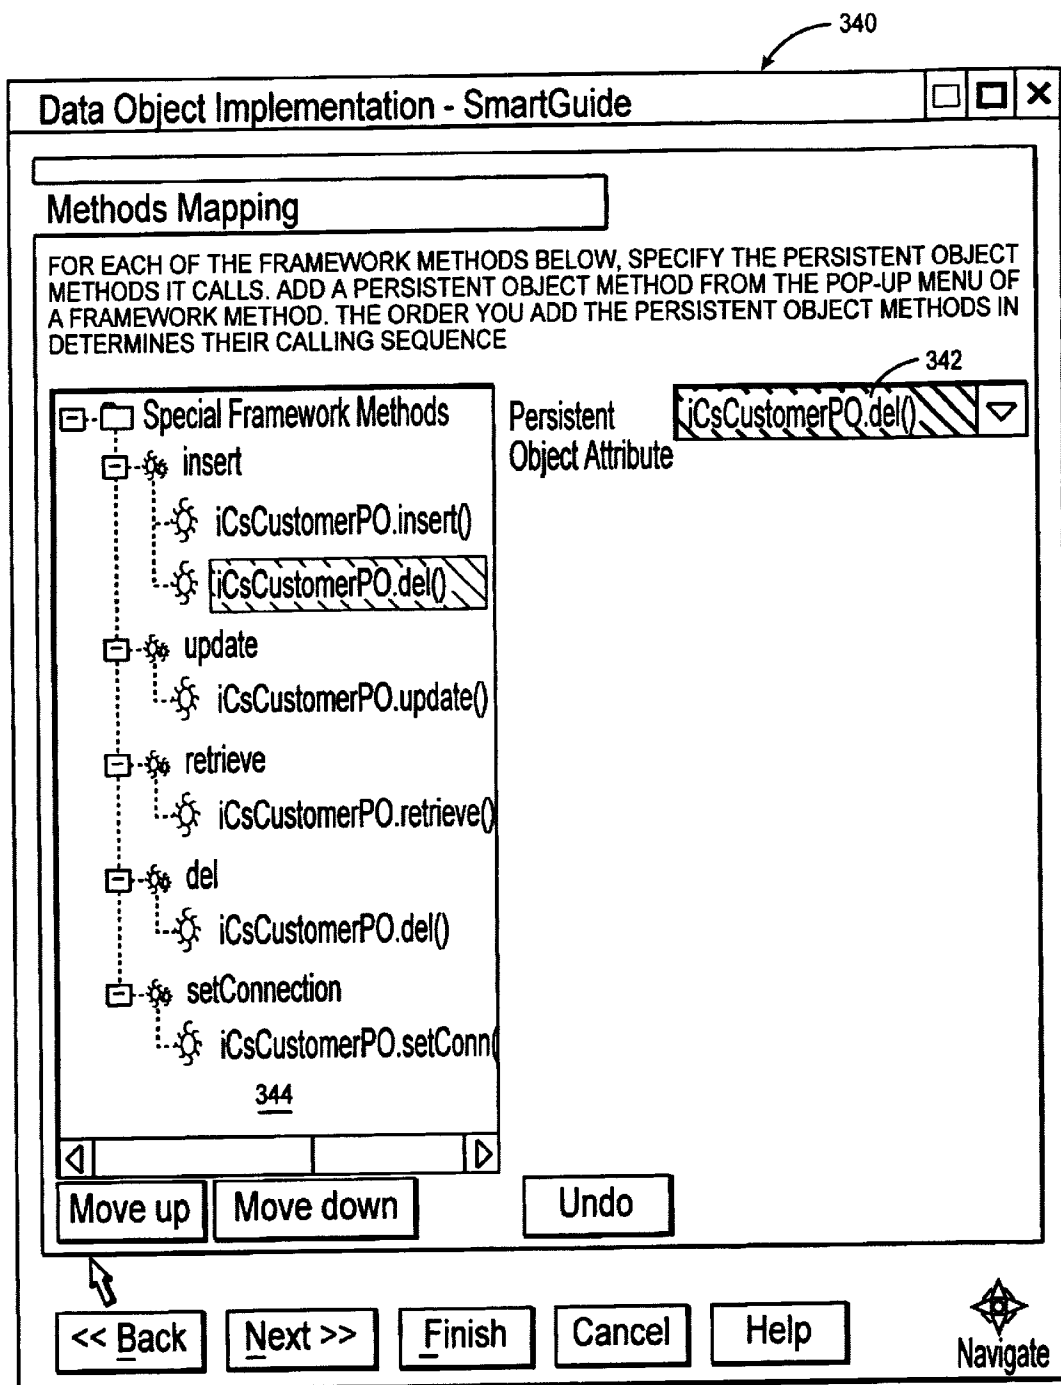 340
Data Object Implementation - SmartGuide
Methods Mapping
FOR EACH OF THE FRAMEWORK METHODS BELOW, SPECIFY THE PERSISTENT OBJECT
METHODS IT CALLS. ADD A PERSISTENT OBJECT METHOD FROM THE POP-UP MENU OF
A FRAMEWORK METHOD. THE ORDER YOU ADD THE PERSISTENT OBJECT METHODS IN
DETERMINES THEIR CALLING SEQUENCE
342
Special Framework Methods
insert
iCsCustomerPO.insert()
iCsCustomerPO.del()
update
iCsCustomerPO.update()
retrieve
iCsCustomerPO.retrieve()
del
iCsCustomerPO.del()
setConnection
iCsCustomerPO.setConn(
344
Persistent
Object Attribute
iCsCustomerPO.del()
Move up
Move down
Undo
<< Back
Next >>
Finish
Cancel
Help
Navigate